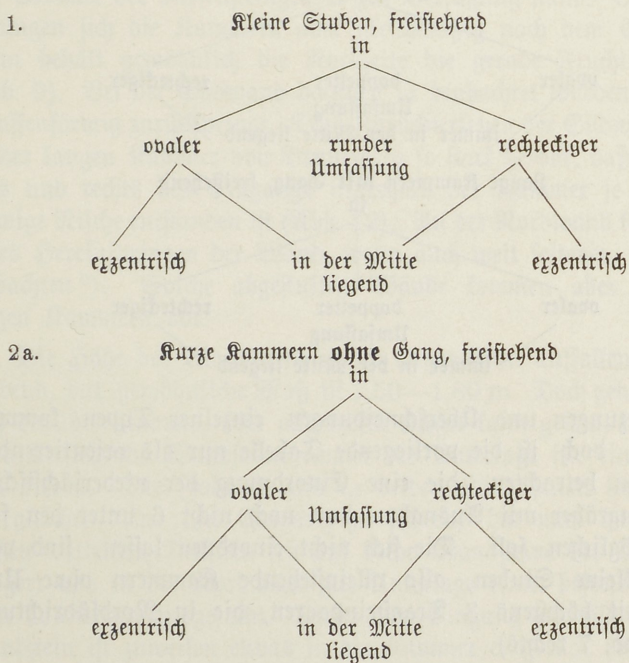 1. Kleine Stuben, freistehend
in
ovaler runder rechteckiger
Umfassung
exzentrisch in der Mitte exzentrisch
liegend
2a. Kurze Kammern ohne Gang, freistehend
in
ovaler rechteckiger
Umfassung
exzentrisch in der Mitte exzentrisch
liegend